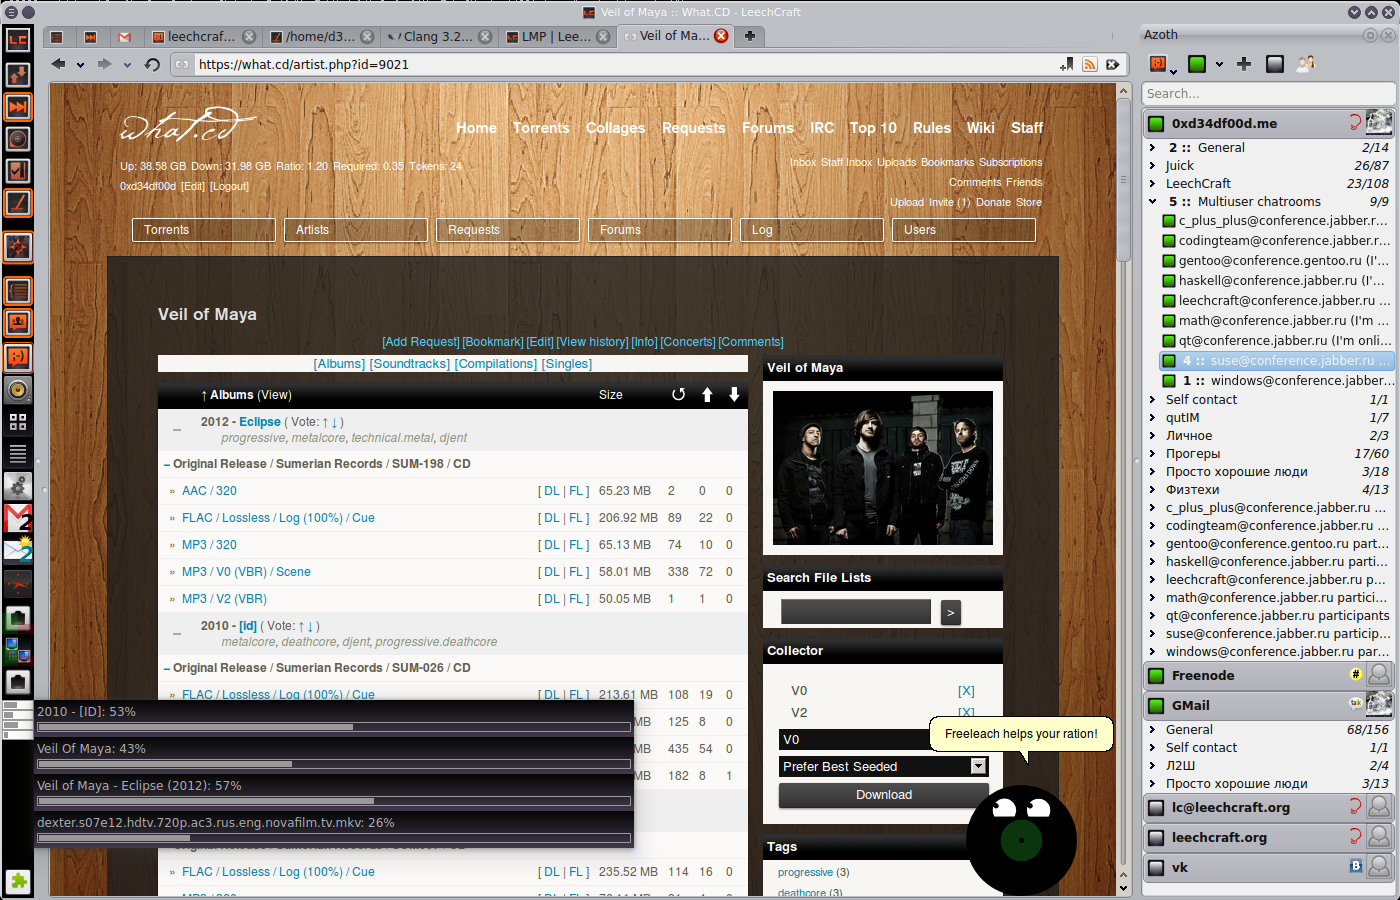 Veil of Maya :: What.CD - LeechCraft
leechcraf...
/home/d3...
Clang 3.2...
LMP | Lee...
Veil of Ma...
https://what.cd/artist.php?id=9021
what.cd
Home Torrents Collages Requests Forums IRC Top 10 Rules Wiki Staff
Up: 38.58 GB Down: 31.98 GB Ratio: 1.20 Required: 0.35 Tokens: 24
0xd34df00d [Edit] [Logout]
Inbox Staff Inbox Uploads Bookmarks Subscriptions
Comments Friends
Upload Invite (1) Donate Store
Torrents Artists Requests Forums Log Users
Veil of Maya
[Add Request] [Bookmark] [Edit] [View history] [Info] [Concerts] [Comments]
[Albums] [Soundtracks] [Compilations] [Singles]
↑ Albums (View) Size
2012 - Eclipse ( Vote: ↑ ↓ )
progressive, metalcore, technical.metal, djent
− Original Release / Sumerian Records / SUM-198 / CD
» AAC / 320 [ DL | FL ] 65.23 MB 2 0 0
» FLAC / Lossless / Log (100%) / Cue [ DL | FL ] 206.92 MB 89 22 0
» MP3 / 320 [ DL | FL ] 65.13 MB 74 10 0
» MP3 / V0 (VBR) / Scene [ DL | FL ] 58.01 MB 338 72 0
» MP3 / V2 (VBR) [ DL | FL ] 50.05 MB 1 1 0
2010 - [id] ( Vote: ↑ ↓ )
metalcore, deathcore, djent, progressive.deathcore
− Original Release / Sumerian Records / SUM-026 / CD
FLAC / Lossless / Log (100%) / Cue [ DL | FL ] 213.61 MB 108 19 0
MB 125 8 0
MB 435 54 0
MB 182 8 1
» FLAC / Lossless / Log (100%) / Cue [ DL | FL ] 235.52 MB 114 16 0
2010 - [ID]: 53%
Veil Of Maya: 43%
Veil of Maya - Eclipse (2012): 57%
dexter.s07e12.hdtv.720p.ac3.rus.eng.novafilm.tv.mkv: 26%
Veil of Maya
Search File Lists
>
Collector
V0 [X]
V2 [X]
V0
Prefer Best Seeded
Download
Freeleach helps your ration!
Tags
progressive (3)
deathcore (3)
Azoth
Search...
0xd34df00d.me
2 :: General 2/14
Juick 26/87
LeechCraft 23/108
5 :: Multiuser chatrooms 9/9
c_plus_plus@conference.jabber.r...
codingteam@conference.jabber.r...
gentoo@conference.gentoo.ru (I'...
haskell@conference.jabber.ru (I'...
leechcraft@conference.jabber.ru ...
math@conference.jabber.ru (I'm ...
qt@conference.jabber.ru (I'm onli...
4 :: suse@conference.jabber.ru ...
1 :: windows@conference.jabber...
Self contact 1/1
qutIM 1/7
Личное 2/3
Прогеры 17/60
Просто хорошие люди 3/18
Физтехи 4/13
c_plus_plus@conference.jabber.ru ...
codingteam@conference.jabber.ru ...
gentoo@conference.gentoo.ru part...
haskell@conference.jabber.ru parti...
leechcraft@conference.jabber.ru p...
math@conference.jabber.ru partici...
qt@conference.jabber.ru participants
suse@conference.jabber.ru particip...
windows@conference.jabber.ru par...
Freenode #
GMail talk
General 68/156
Self contact 1/1
Л2Ш 2/4
Просто хорошие люди 3/13
lc@leechcraft.org
leechcraft.org
vk B